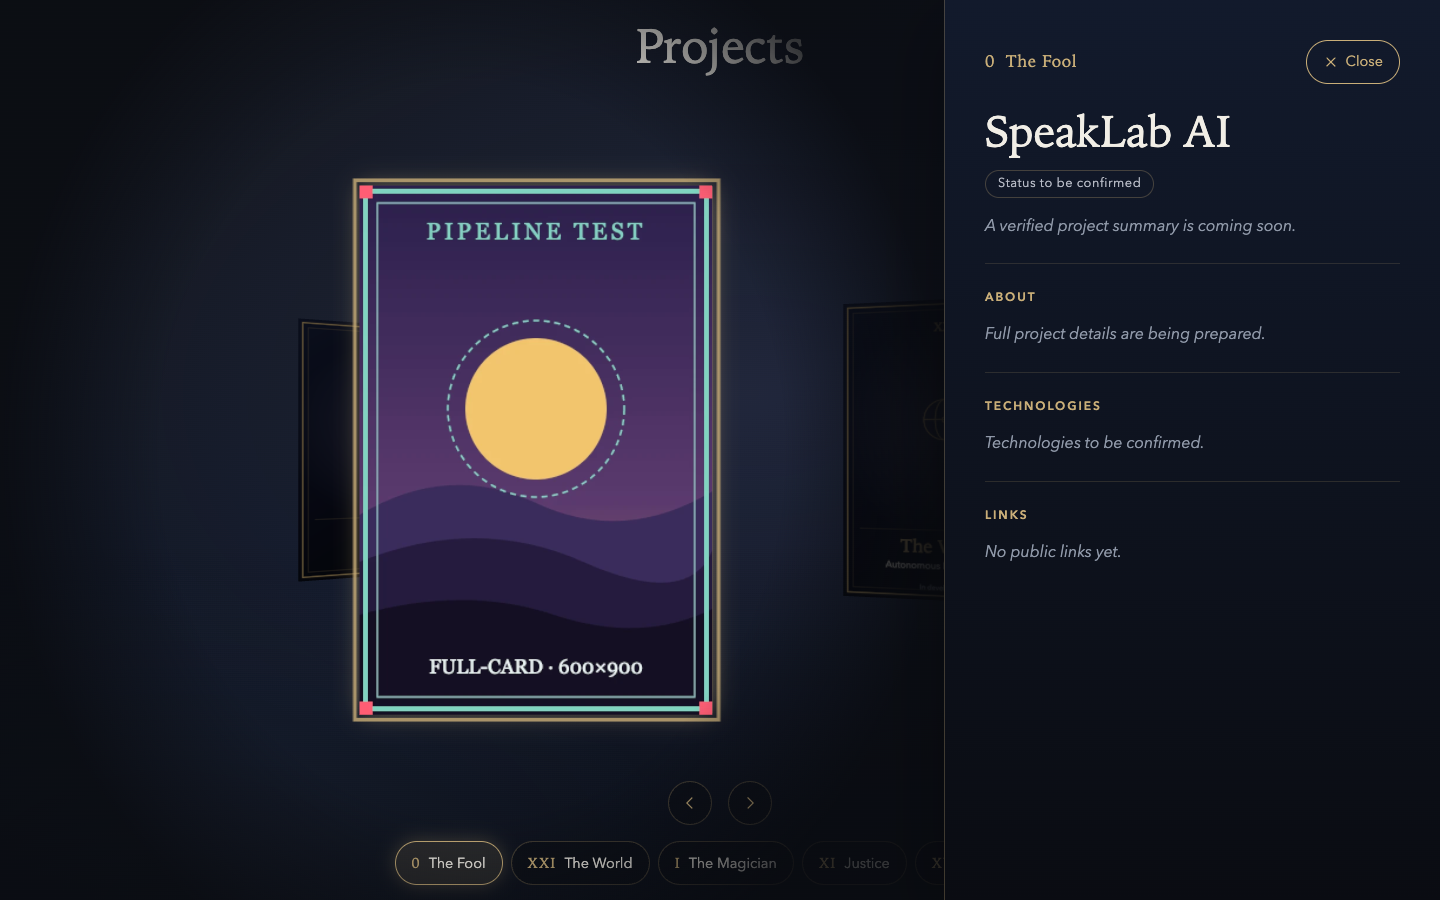 Projects
PIPELINE TEST
FULL-CARD · 600×900
The
Autonomous
0 The Fool
XXI The World
I The Magician
XI Justice
0 The Fool
× Close
SpeakLab AI
Status to be confirmed
A verified project summary is coming soon.
ABOUT
Full project details are being prepared.
TECHNOLOGIES
Technologies to be confirmed.
LINKS
No public links yet.